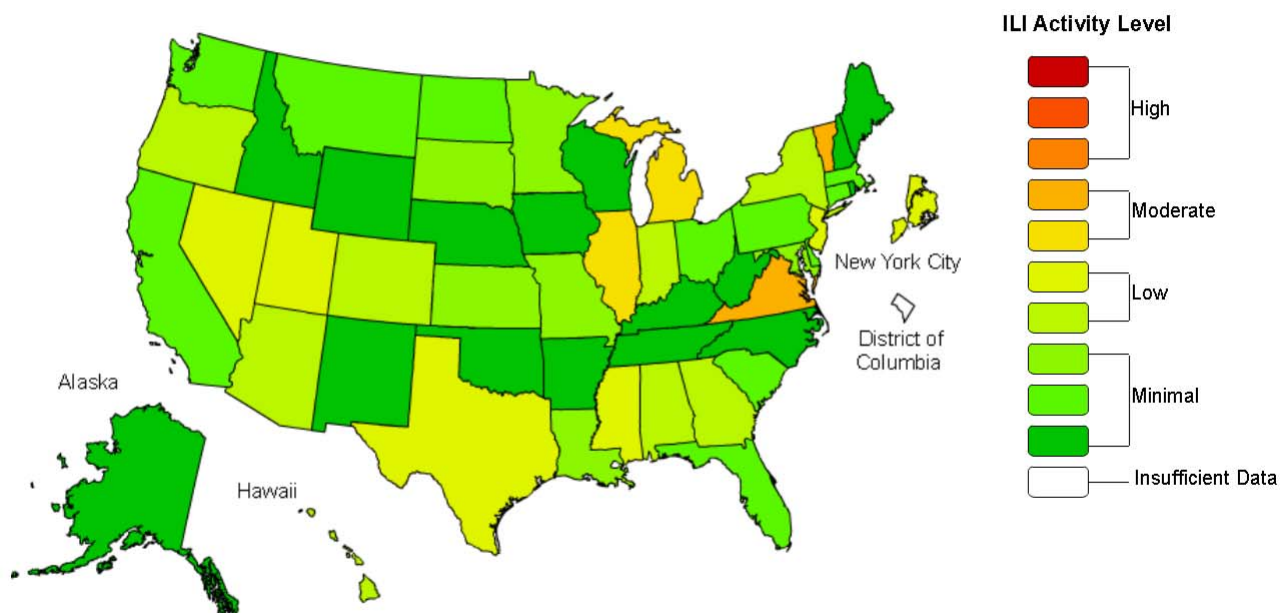 ILI Activity Level
High
Moderate
New York City
Low
District of
Columbia
Alaska
Minimal
Hawaii
Insufficient Data